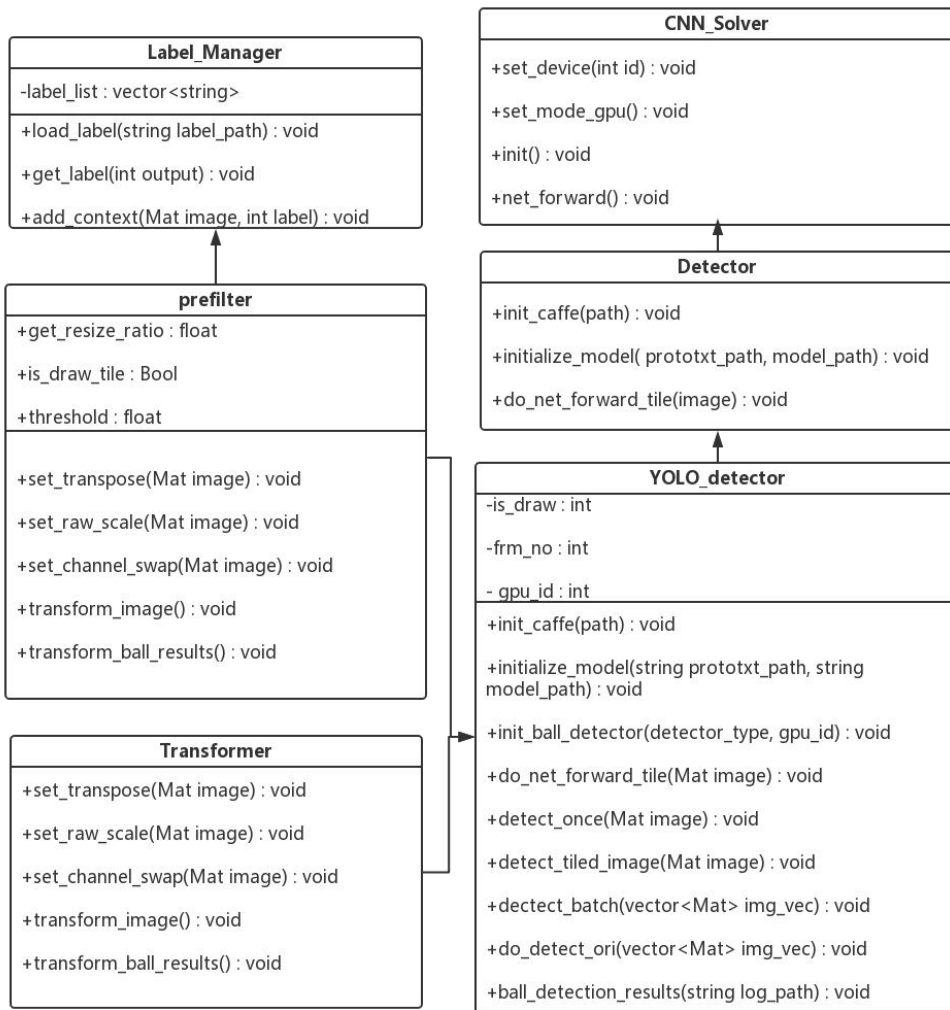 Label_Manager
-label_list : vector<string>
+load_label(string label_path) : void
+get_label(int output) : void
+add_context(Mat image, int label) : void
prefilter
+get_resize_ratio : float
+is_draw_tile : Bool
+threshold : float
+set_transpose(Mat image) : void
+set_raw_scale(Mat image) : void
+set_channel_swap(Mat image) : void
+transform_image() : void
+transform_ball_results() : void
Transformer
+set_transpose(Mat image) : void
+set_raw_scale(Mat image) : void
+set_channel_swap(Mat image) : void
+transform_image() : void
+transform_ball_results() : void
CNN_Solver
+set_device(int id) : void
+set_mode_gpu() : void
+init() : void
+net_forward() : void
Detector
+init_caffe(path) : void
+initialize_model( prototxt_path, model_path) : void
+do_net_forward_tile(image) : void
YOLO_detector
-is_draw : int
-frm_no : int
- gpu_id : int
+init_caffe(path) : void
+initialize_model(string prototxt_path, string
model_path) : void
+init_ball_detector(detector_type, gpu_id) : void
+do_net_forward_tile(Mat image) : void
+detect_once(Mat image) : void
+detect_tiled_image(Mat image) : void
+dectect_batch(vector<Mat> img_vec) : void
+do_detect_ori(vector<Mat> img_vec) : void
+ball_detection_results(string log_path) : void